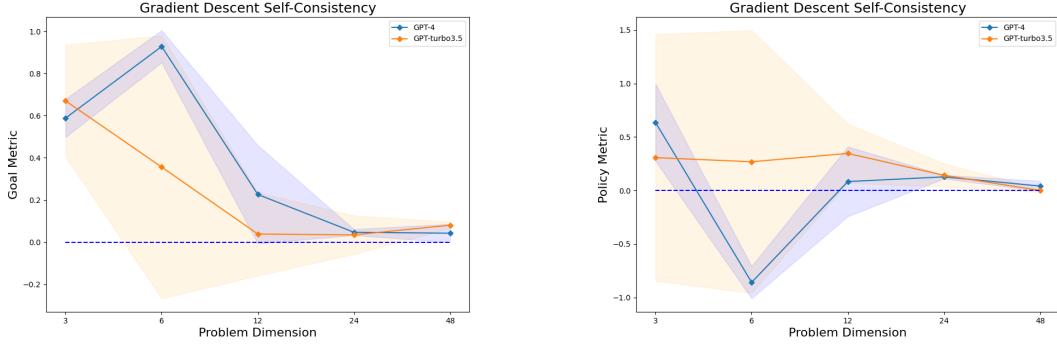 Gradient Descent Self-Consistency
GPT-4
GPT-turbo3.5
1.0
0.8
0.6
0.4
0.2
0.0
−0.2
Goal Metric
3
6
12
24
48
Problem Dimension
Gradient Descent Self-Consistency
GPT-4
GPT-turbo3.5
1.5
1.0
0.5
0.0
−0.5
−1.0
Policy Metric
3
6
12
24
48
Problem Dimension